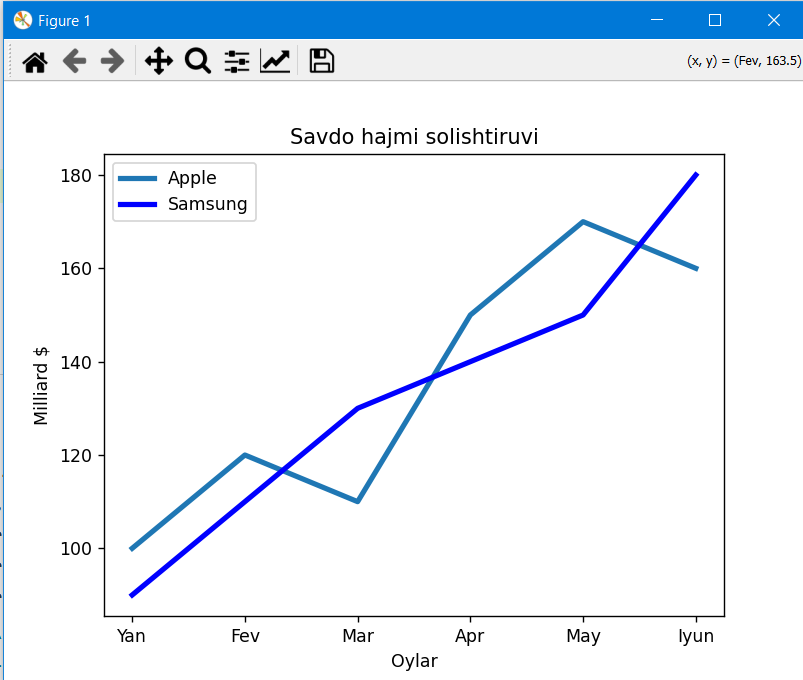 Figure 1
(x, y) = (Fev, 163.5)
Savdo hajmi solishtiruvi
Apple
Samsung
180
160
140
120
100
Milliard $
Yan Fev Mar Apr May Iyun
Oylar